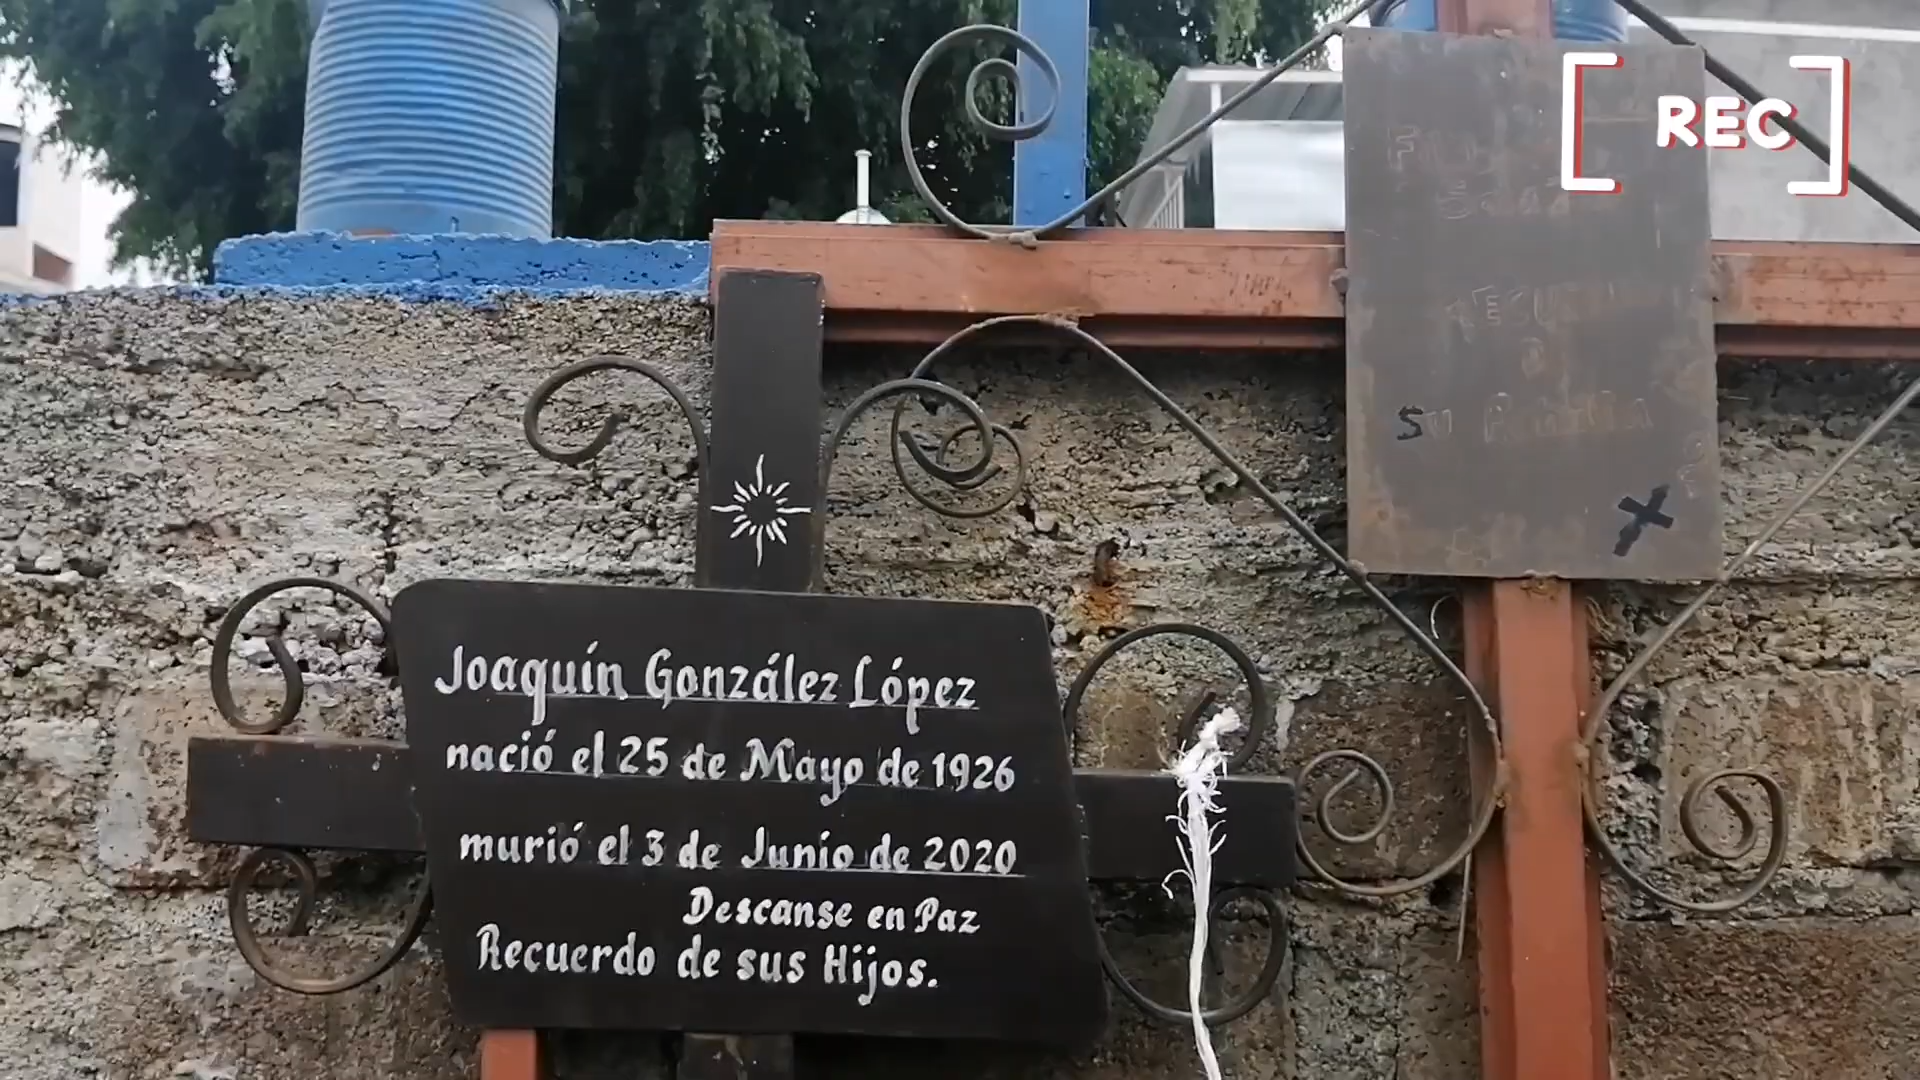 REC
Joaquín González López
nació el 25 de Mayo de 1926
murió el 3 de Junio de 2020
Descanse en Paz
Recuerdo de sus Hijos.
su